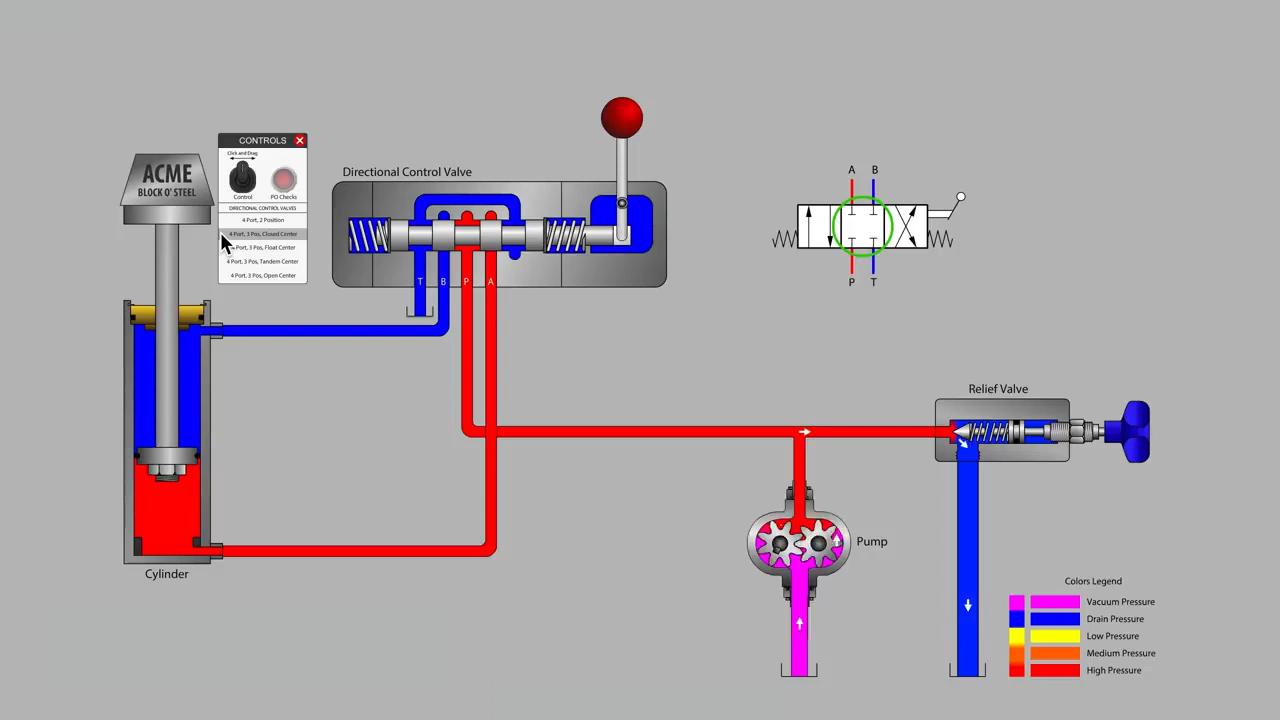 CONTROLS
Click and Drag
Control
PO Checks
DIRECTIONAL CONTROL VALVES
4 Port, 2 Position
4 Port, 3 Pos, Closed Center
Port, 3 Pos, Float Center
4 Port, 3 Pos, Tandem Center
4 Port, 3 Pos, Open Center
ACME
BLOCK O' STEEL
Cylinder
Directional Control Valve
T B P A
A B
P T
Relief Valve
Pump
Colors Legend
Vacuum Pressure
Drain Pressure
Low Pressure
Medium Pressure
High Pressure